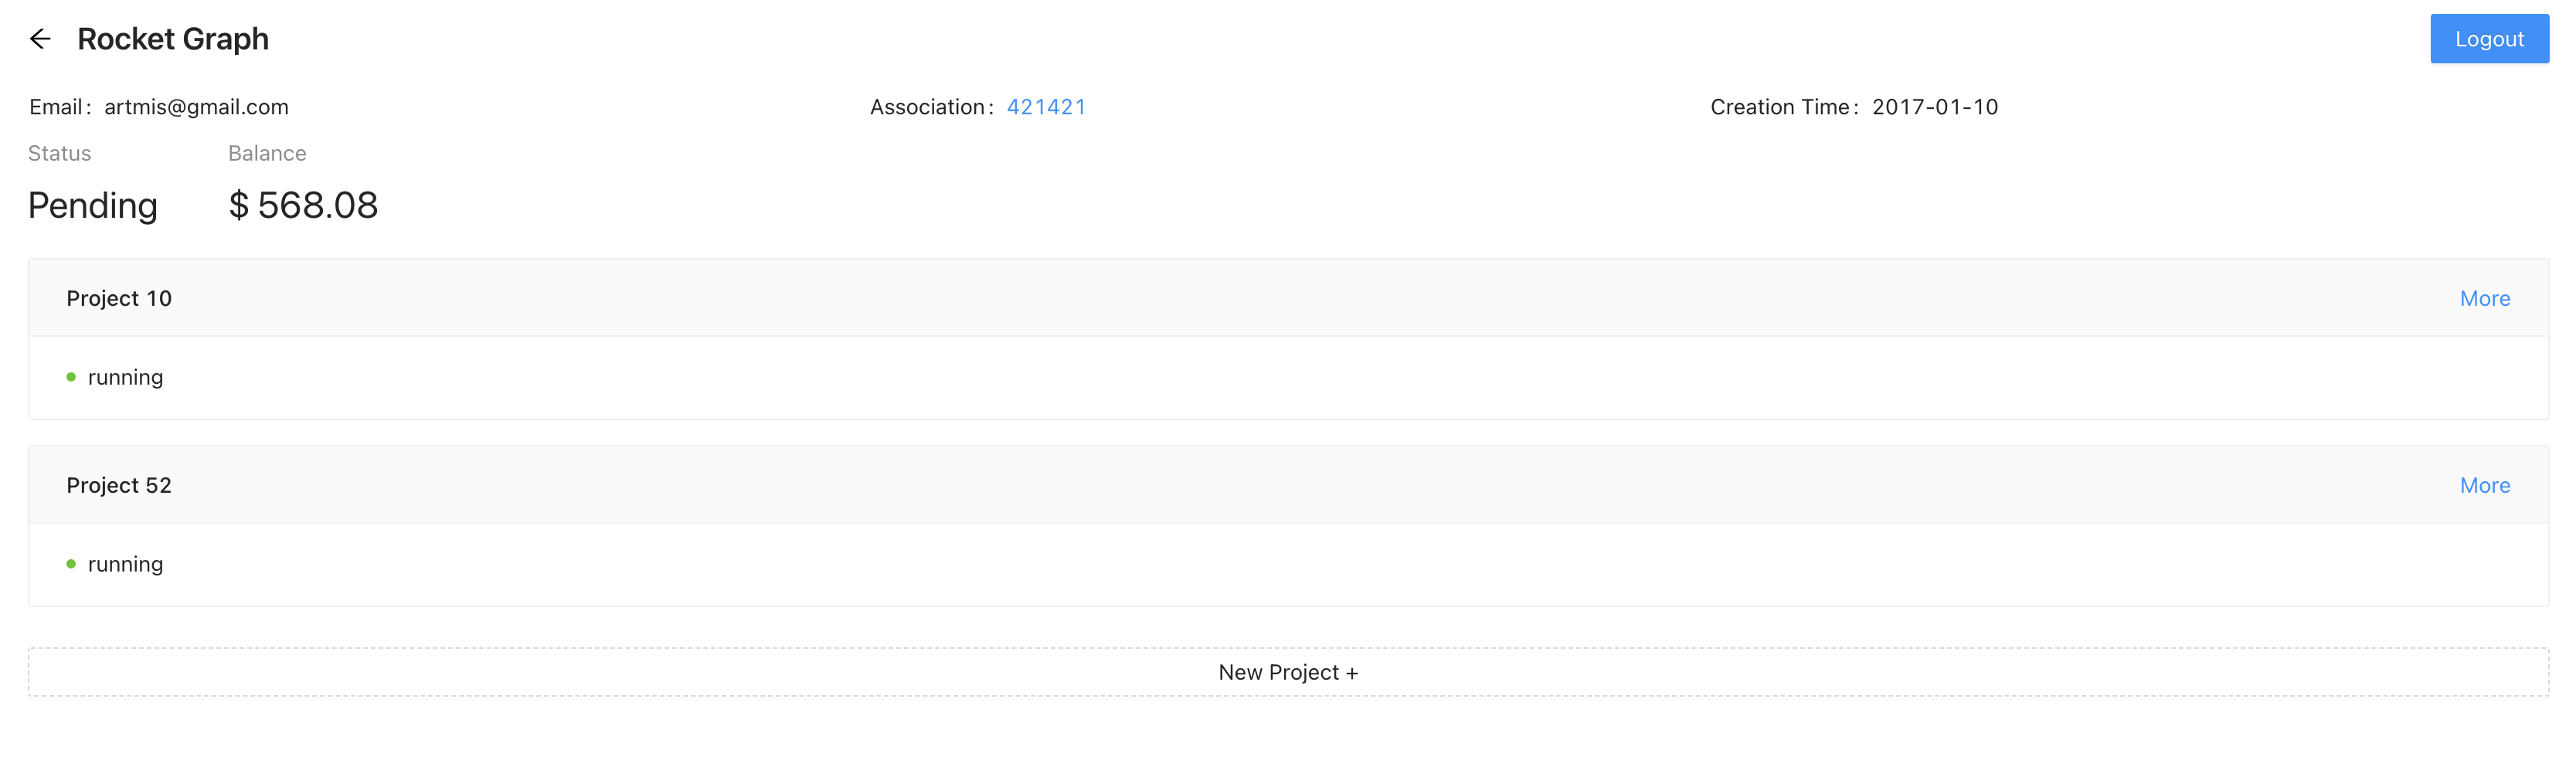 Rocket Graph
Logout
Email: artmis@gmail.com
Association: 421421
Creation Time: 2017-01-10
Status
Balance
Pending
$ 568.08
Project 10
More
running
Project 52
More
running
New Project +